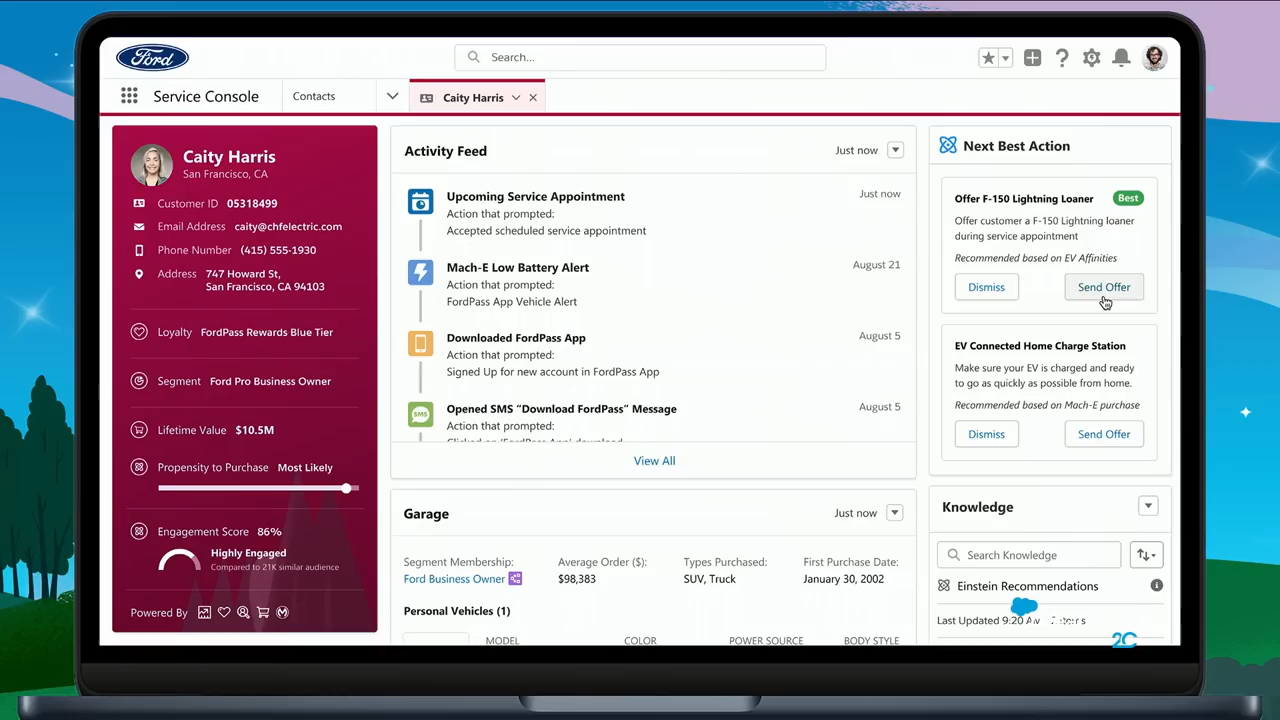 Ford
Search...
Service Console
Contacts
Caity Harris
Caity Harris
San Francisco, CA
Customer ID 05318499
Email Address caity@chfelectric.com
Phone Number (415) 555-1930
Address 747 Howard St,
San Francisco, CA 94103
Loyalty FordPass Rewards Blue Tier
Segment Ford Pro Business Owner
Lifetime Value $10.5M
Propensity to Purchase Most Likely
Engagement Score 86%
Highly Engaged
Compared to 21K similar audience
Powered By
Activity Feed
Just now
Upcoming Service Appointment
Just now
Action that prompted:
Accepted scheduled service appointment
Mach-E Low Battery Alert
August 21
Action that prompted:
FordPass App Vehicle Alert
Downloaded FordPass App
August 5
Action that prompted:
Signed Up for new account in FordPass App
SMS
Opened SMS “Download FordPass” Message
August 5
Action that prompted:
Clicked on 'FordPass App' download
View All
Garage
Just now
Segment Membership:
Ford Business Owner
Average Order ($):
$98,383
Types Purchased:
SUV, Truck
First Purchase Date:
January 30, 2002
Personal Vehicles (1)
MODEL
COLOR
POWER SOURCE
BODY STYLE
Next Best Action
Offer F-150 Lightning Loaner
Best
Offer customer a F-150 Lightning loaner
during service appointment
Recommended based on EV Affinities
Dismiss
Send Offer
EV Connected Home Charge Station
Make sure your EV is charged and ready
to go as quickly as possible from home.
Recommended based on Mach-E purchase
Dismiss
Send Offer
Knowledge
Search Knowledge
Einstein Recommendations
Last Updated 9:20